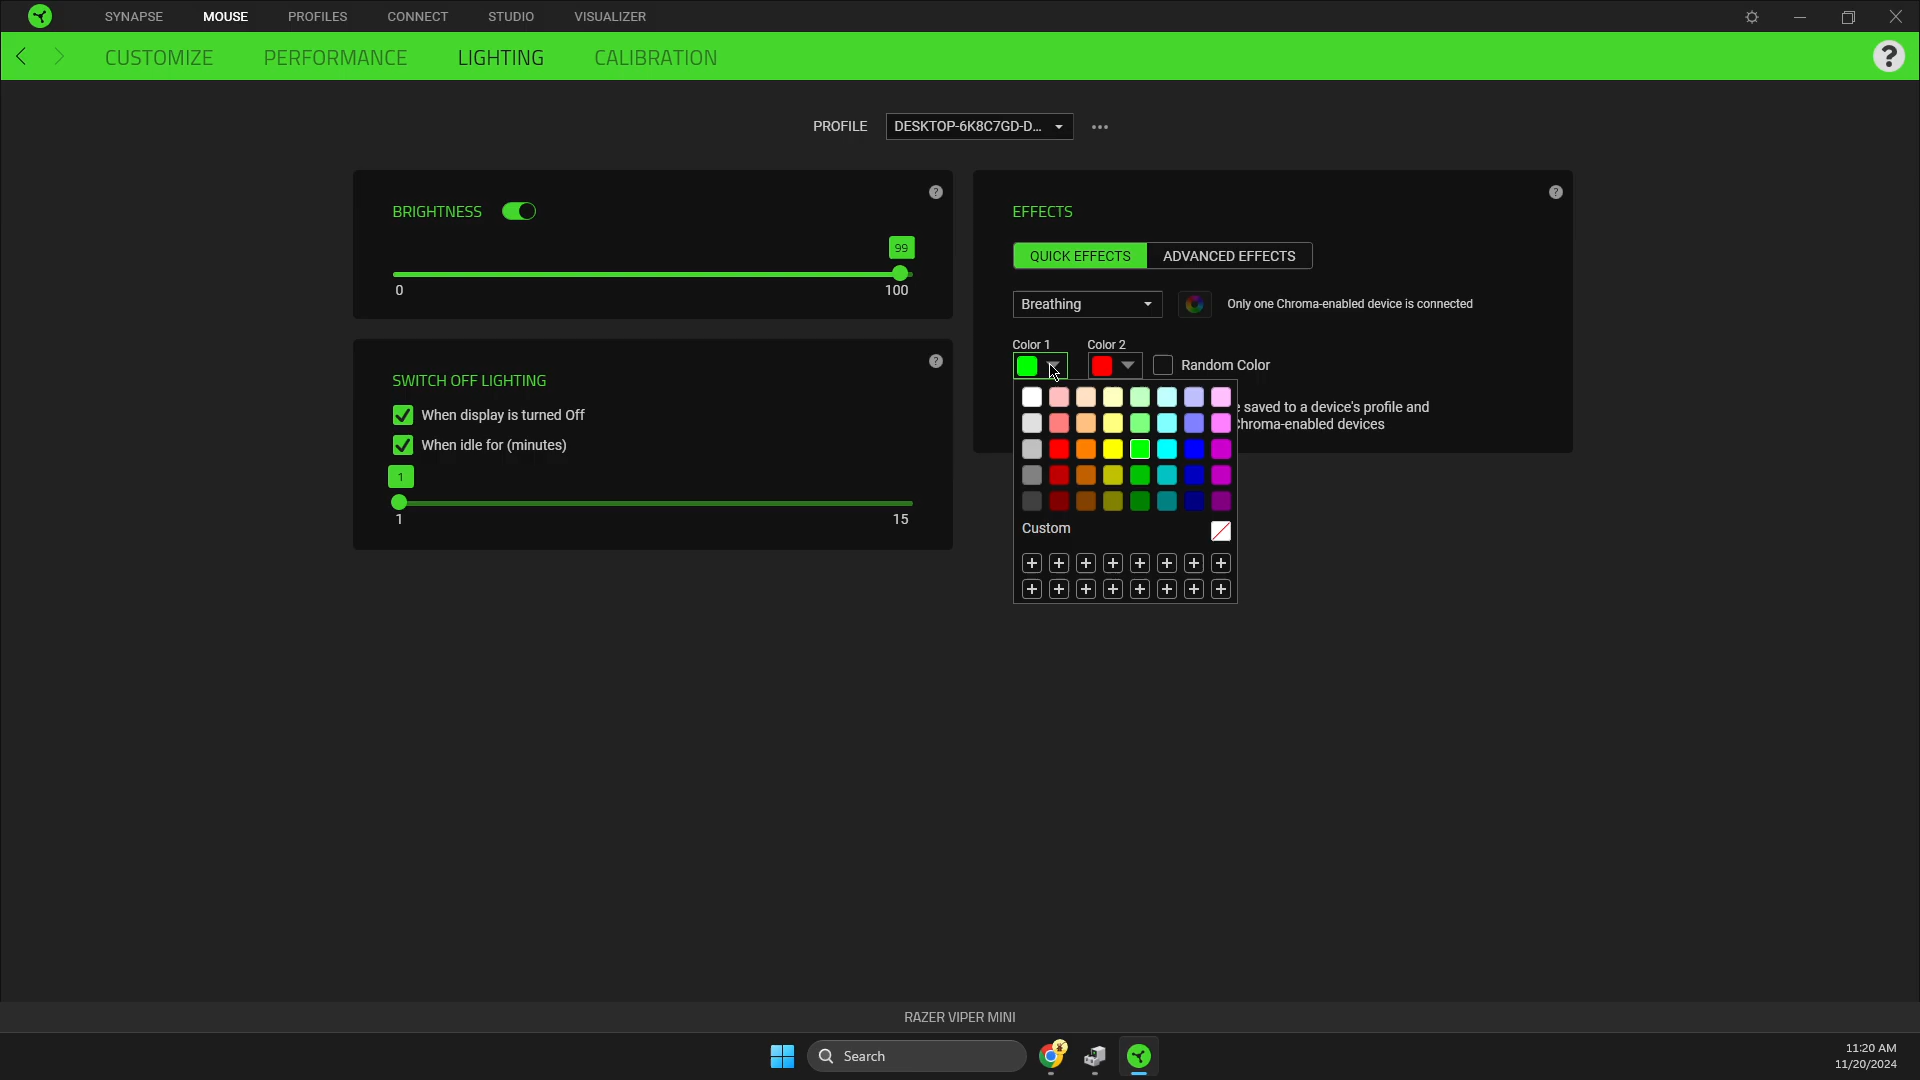 SYNAPSE MOUSE PROFILES CONNECT STUDIO VISUALIZER
CUSTOMIZE PERFORMANCE LIGHTING CALIBRATION
?
PROFILE DESKTOP-6K8C7GD-D...
BRIGHTNESS
?
99
0 100
SWITCH OFF LIGHTING
?
When display is turned Off
When idle for (minutes)
1
1 15
EFFECTS
?
QUICK EFFECTS ADVANCED EFFECTS
Breathing Only one Chroma-enabled device is connected
Color 1 Color 2
Random Color
saved to a device's profile and
Chroma-enabled devices
Custom
RAZER VIPER MINI
Search
11:20 AM
11/20/2024